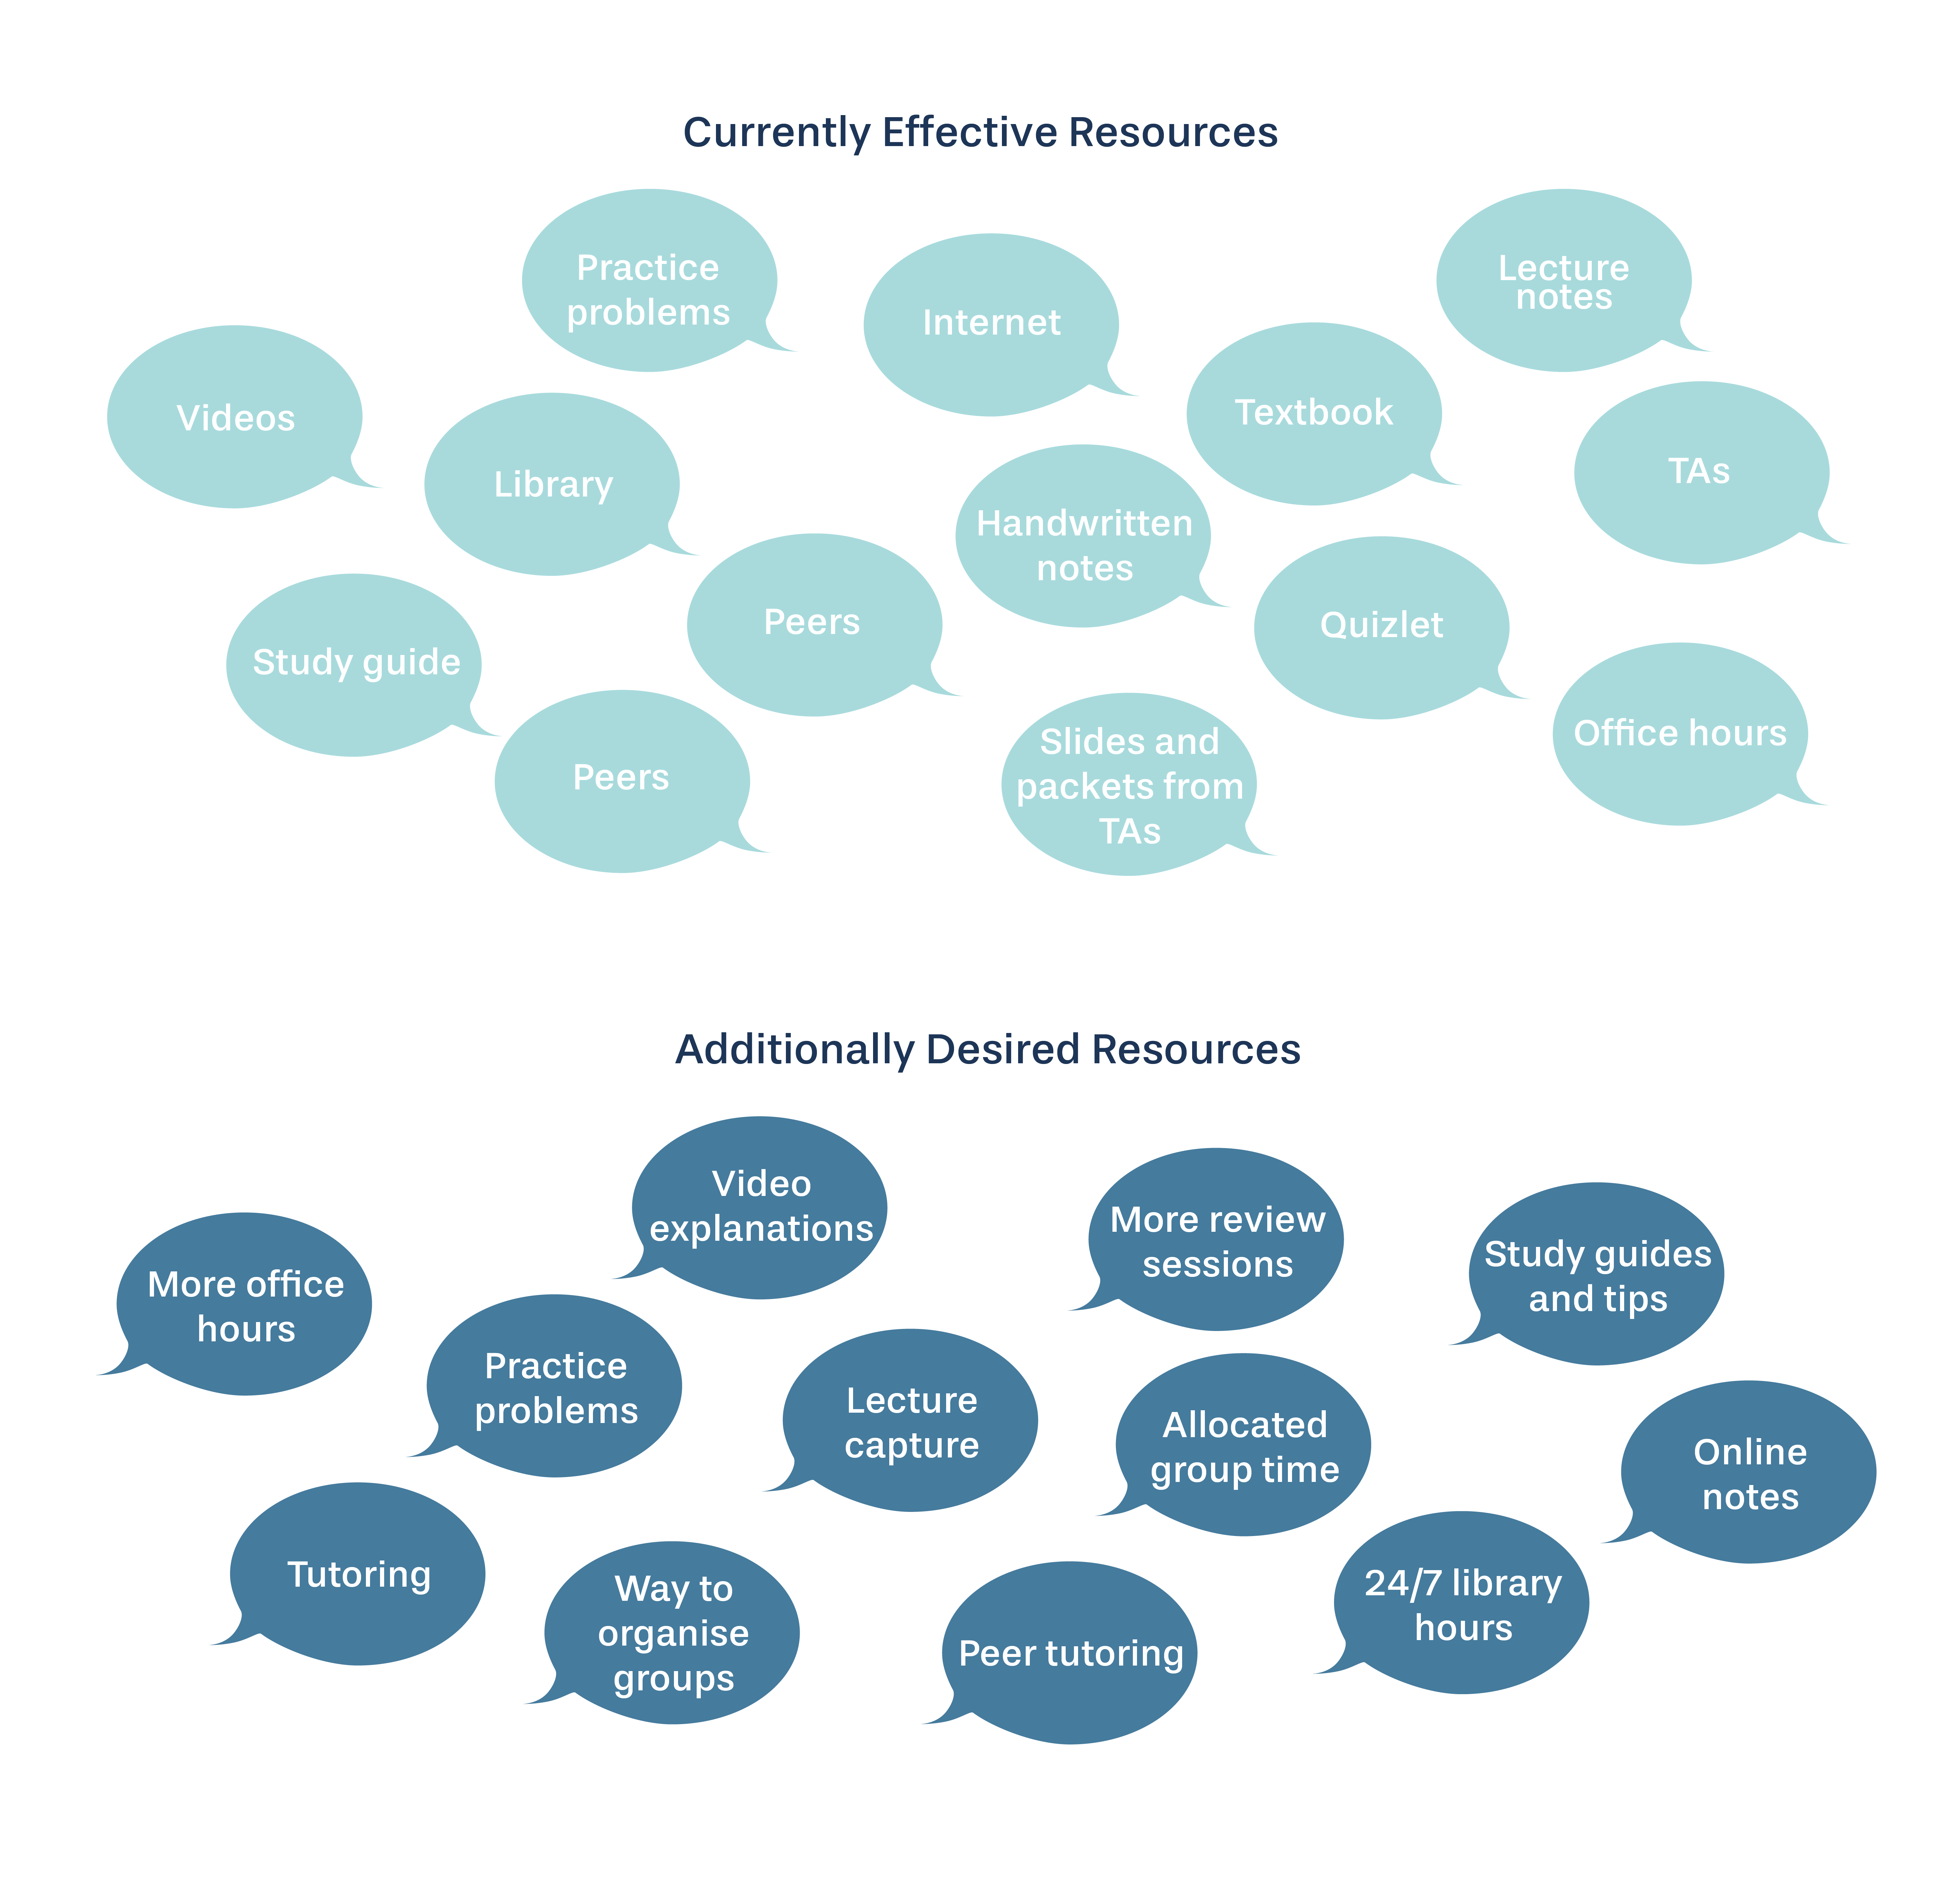 Currently Effective Resources
Practice
problems
Internet
Lecture
notes
Videos
Library
Textbook
TAs
Handwritten
notes
Study guide
Peers
Quizlet
Peers
Slides and
packets from
TAs
Office hours
Additionally Desired Resources
Video
explanations
More review
sessions
Study guides
and tips
More office
hours
Practice
problems
Lecture
capture
Allocated
group time
Online
notes
Tutoring
Way to
organise
groups
Peer tutoring
24/7 library
hours